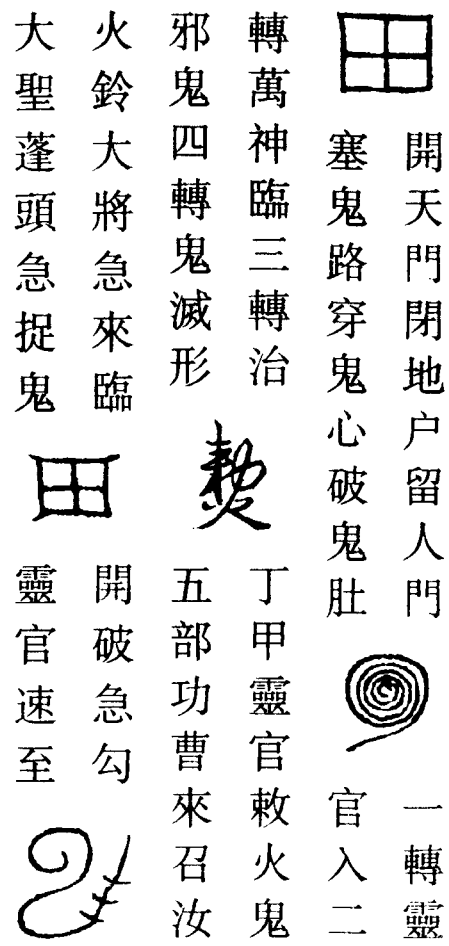 開天門閉地户留人門
塞鬼路穿鬼心破鬼肚
一轉靈
官入二
轉萬神臨三轉治
邪鬼四轉鬼滅形
丁甲靈官敕火鬼
五部功曹來召汝
火鈴大將急來臨
大聖蓬頭急捉鬼
開破急勾
靈官速至